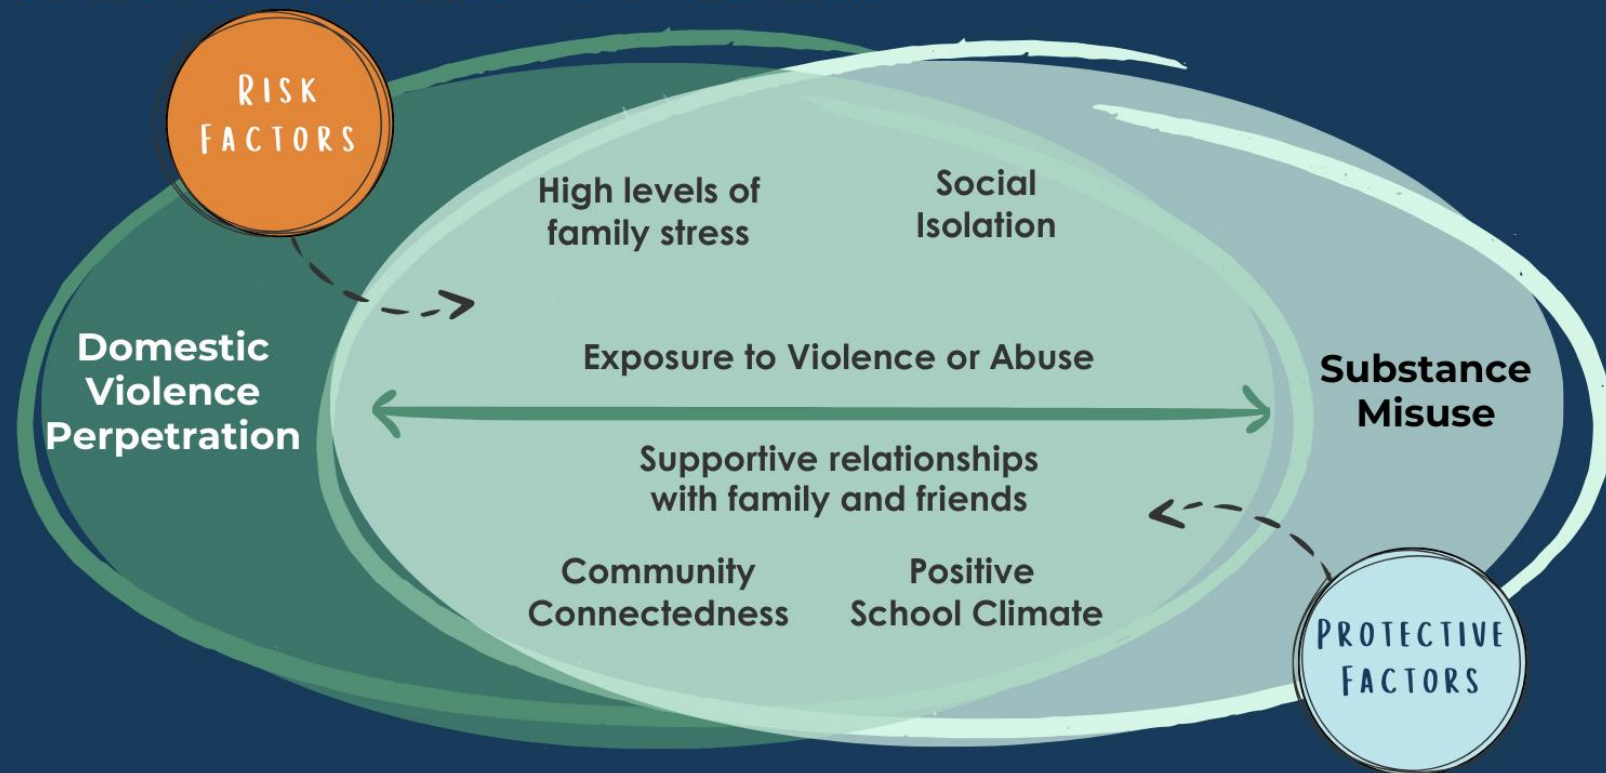 RISK
FACTORS
High levels of
family stress
Social
Isolation
Domestic
Violence
Perpetration
Exposure to Violence or Abuse
Substance
Misuse
Supportive relationships
with family and friends
Community
Connectedness
Positive
School Climate
PROTECTIVE
FACTORS